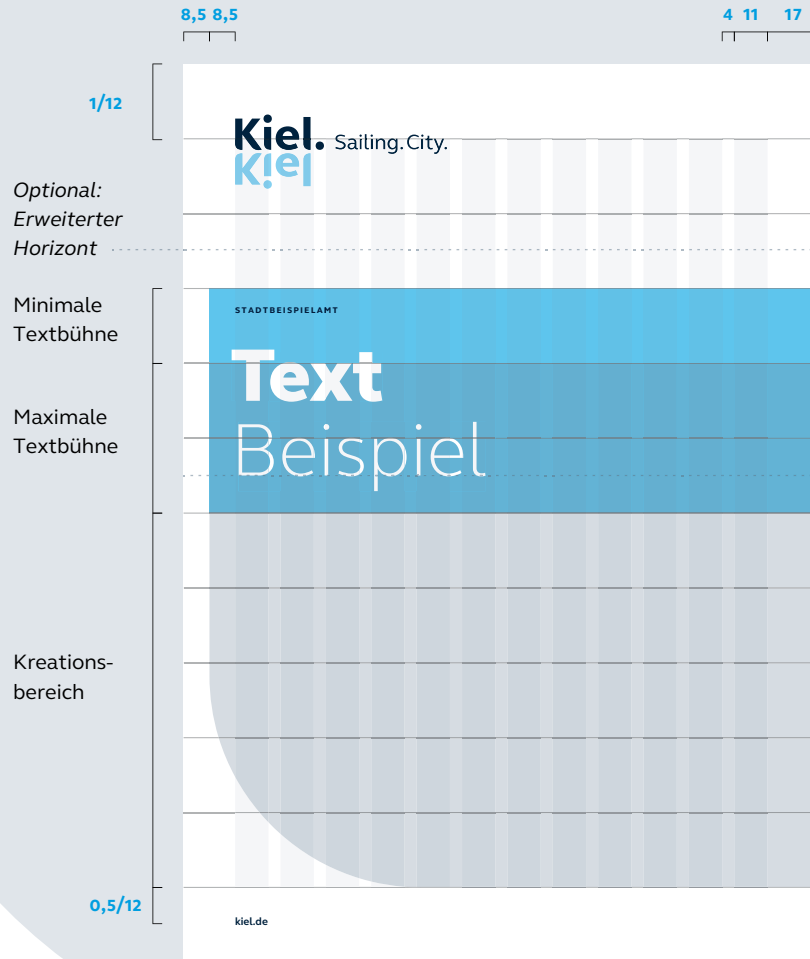 8,5 8,5 4 11 17
1/12
Kiel. Sailing.City.
Kiel
Optional:
Erweiterter
Horizont
Minimale
Textbühne
STADTBEISPIELAMT
Text
Maximale
Textbühne
Beispiel
Kreations-
bereich
0,5/12
kiel.de